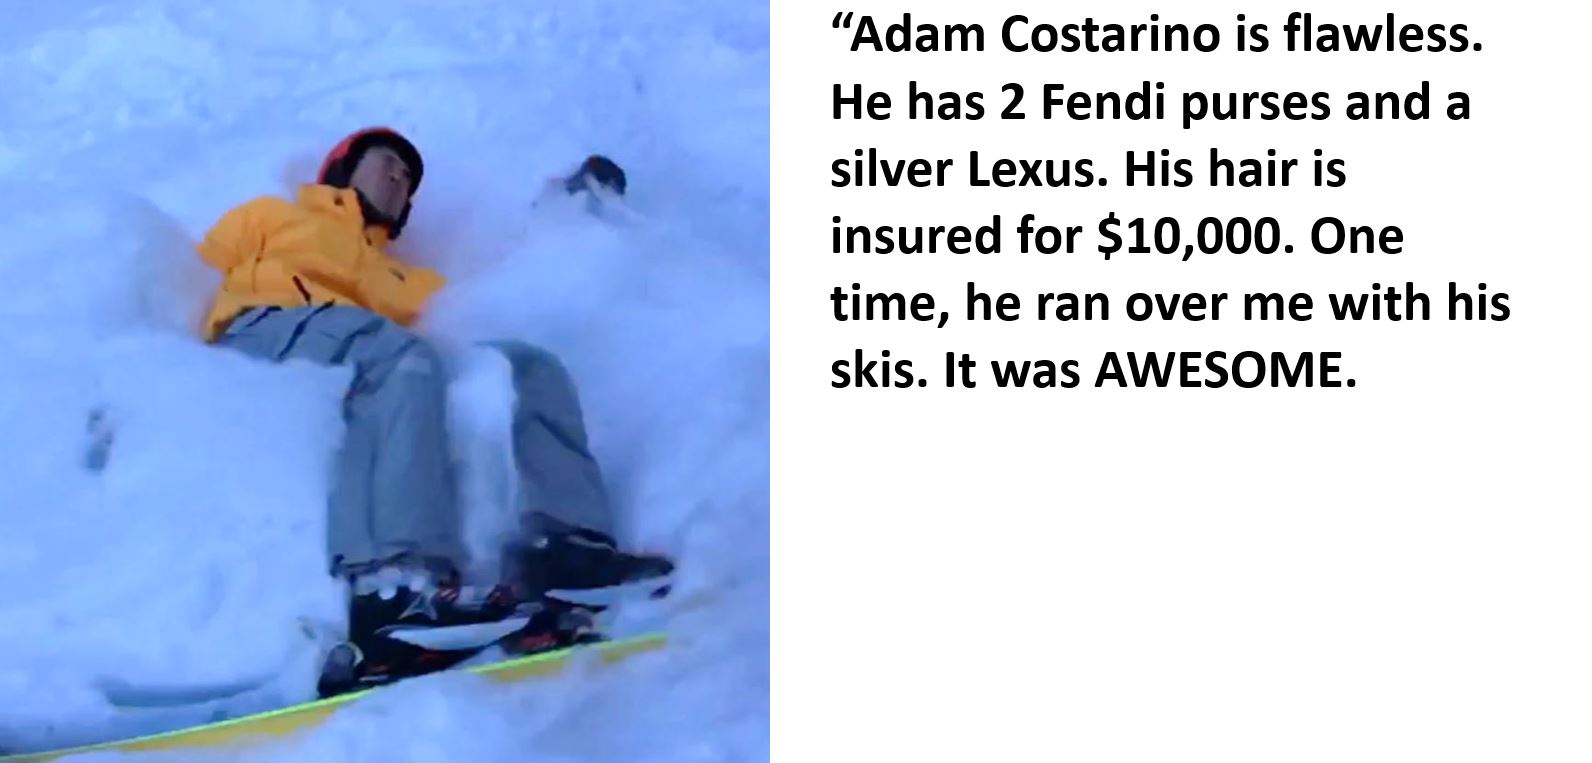 “Adam Costarino is flawless.
He has 2 Fendi purses and a
silver Lexus. His hair is
insured for $10,000. One
time, he ran over me with his
skis. It was AWESOME.